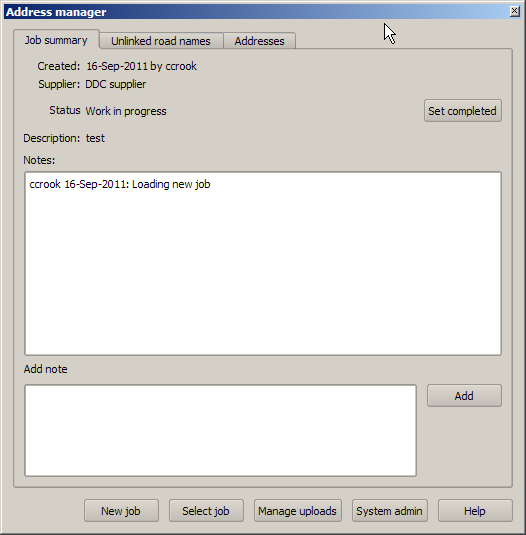 Address manager
Job summary Unlinked road names Addresses
Created: 16-Sep-2011 by ccrook
Supplier: DDC supplier
Status Work in progress Set completed
Description: test
Notes:
ccrook 16-Sep-2011: Loading new job
Add note
Add
New job Select job Manage uploads System admin Help